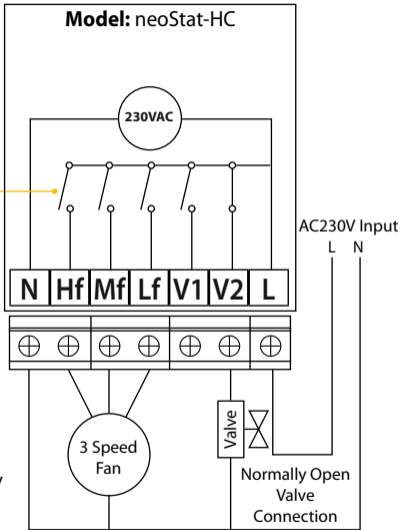 Model: neoStat-HC
230VAC
AC230V Input
L N
N Hf Mf Lf V1 V2 L
Valve
3 Speed
Fan
Normally Open
Valve
Connection